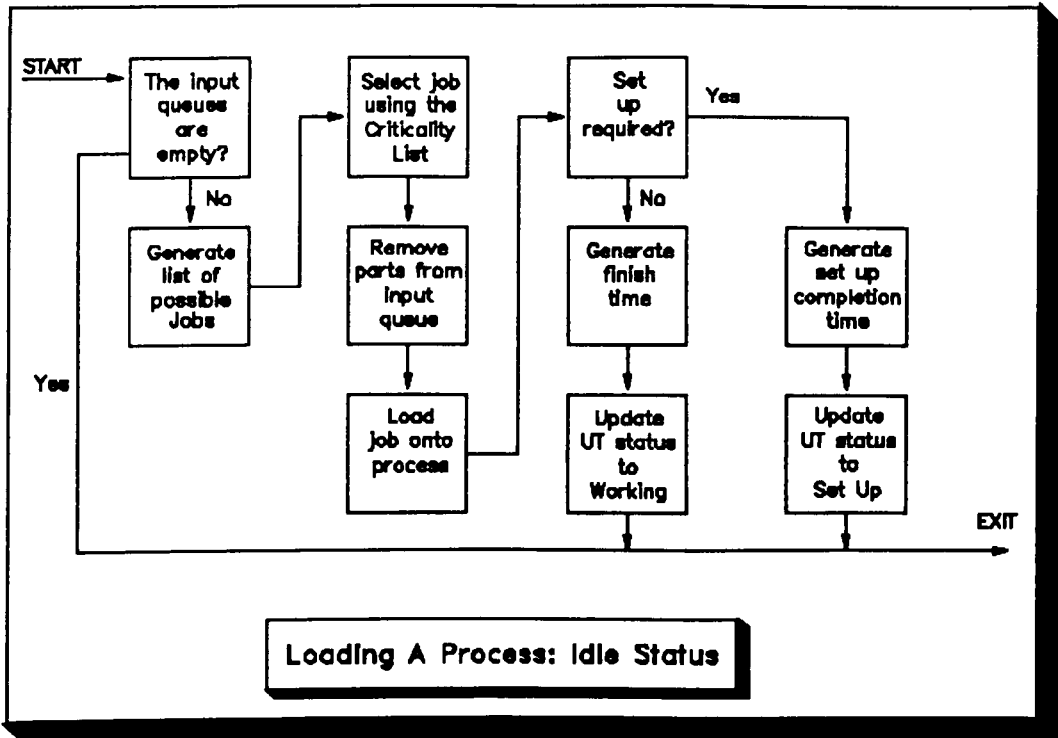 START
The input
queues
are
empty?
No
Yes
Generate
list of
possible
Jobs
Select job
using the
Criticality
List
Remove
parts from
input
queue
Load
job onto
process
Set
up
required?
Yes
No
Generate
finish
time
Update
UT status
to
Working
Generate
set up
completion
time
Update
UT status
to
Set Up
EXIT
Loading A Process: Idle Status